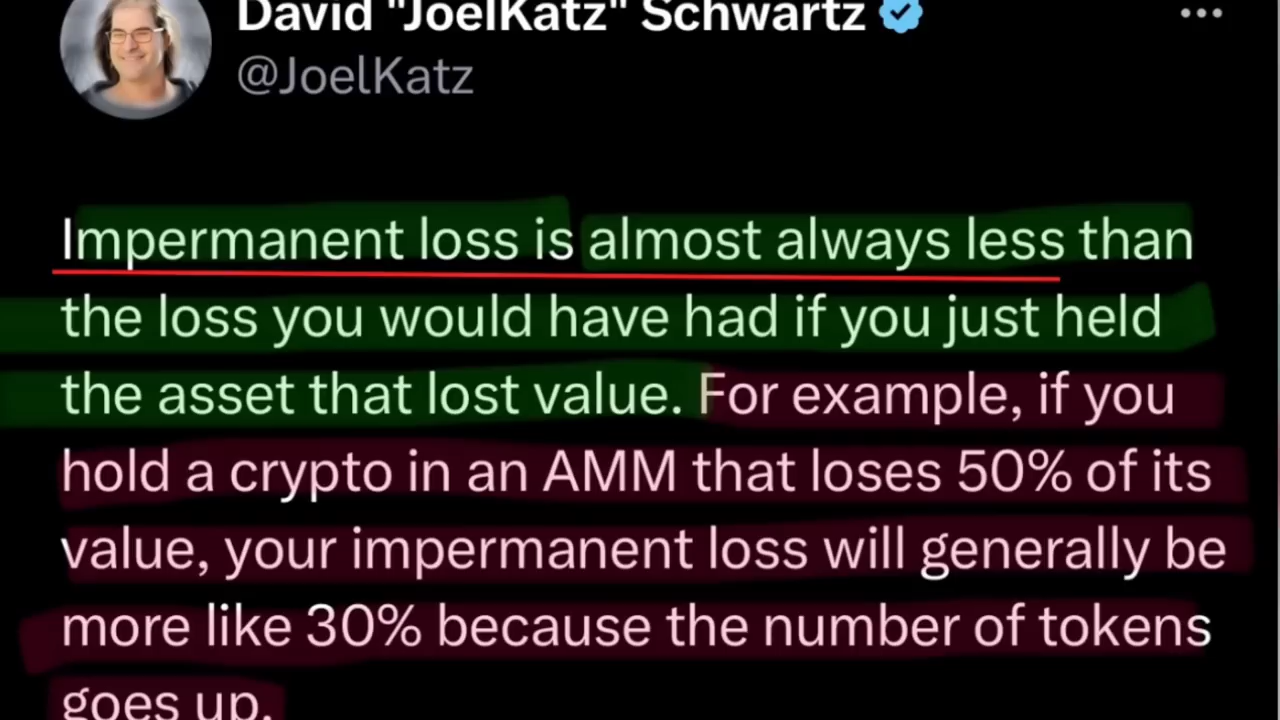 David "JoelKatz" Schwartz
@JoelKatz
Impermanent loss is almost always less than
the loss you would have had if you just held
the asset that lost value. For example, if you
hold a crypto in an AMM that loses 50% of its
value, your impermanent loss will generally be
more like 30% because the number of tokens
goes up.